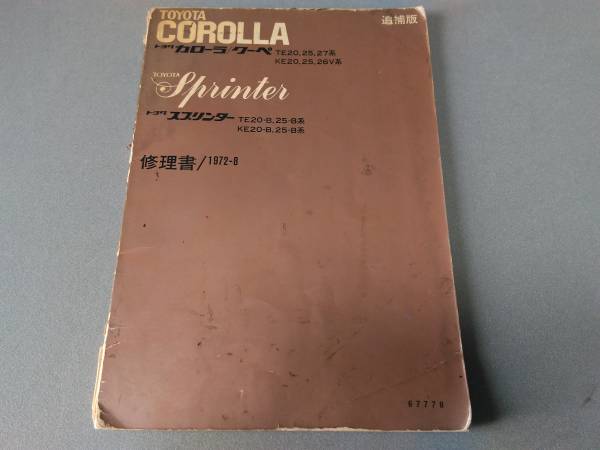 TOYOTA
COROLLA
追補版
トヨタ カローラ/クーペ TE20,25,27系
KE20,25,26V系
TOYOTA
Sprinter
トヨタ スプリンター TE20-B,25-B系
KE20-B,25-B系
修理書/1972-8
67778